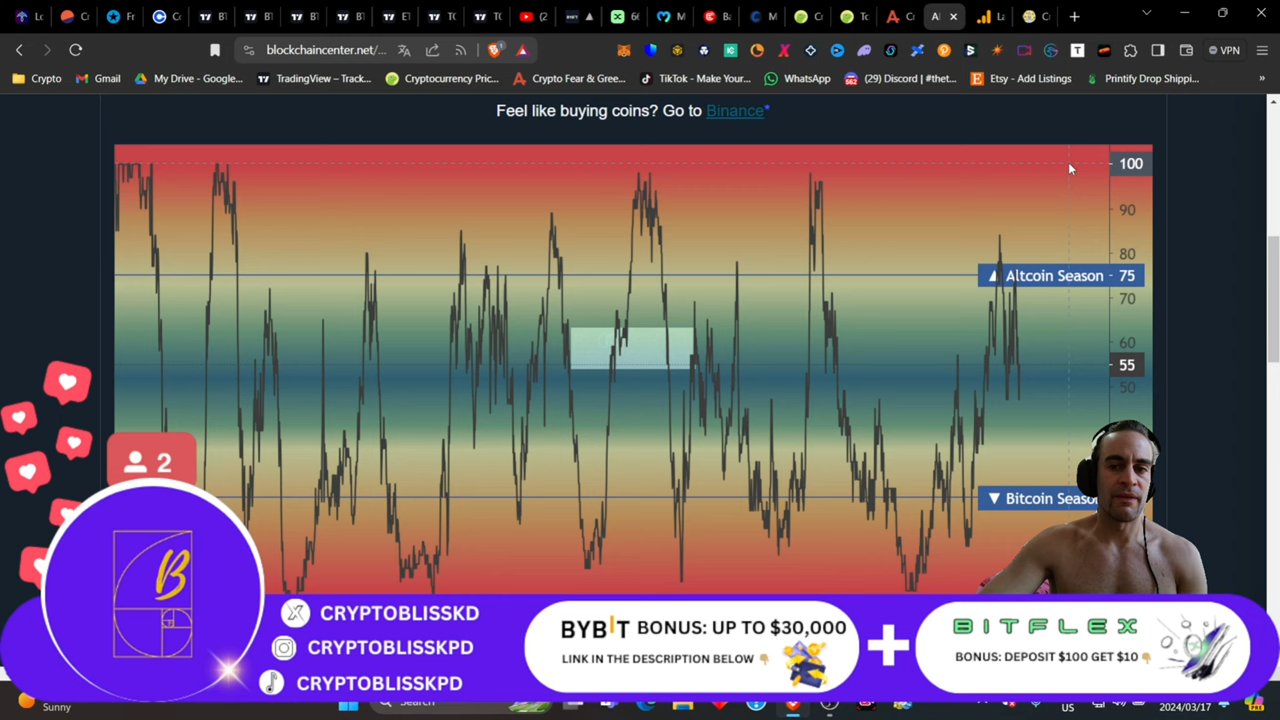 blockchaincenter.net/...
VPN
Crypto
Gmail
My Drive - Google...
TradingView – Track...
Cryptocurrency Pric...
Crypto Fear & Gree...
TikTok - Make Your...
WhatsApp
(29) Discord | #thet...
Etsy - Add Listings
Printify Drop Shippi...
Feel like buying coins? Go to Binance*
100
90
80
Altcoin Season - 75
70
60
55
50
Bitcoin Seaso
2
B
CRYPTOBLISSKD
CRYPTOBLISSKPD
CRYPTOBLISSKPD
BYBIT BONUS: UP TO $30,000
LINK IN THE DESCRIPTION BELOW
BITFLEX
BONUS: DEPOSIT $100 GET $10
Sunny
Search
US
2024/03/17